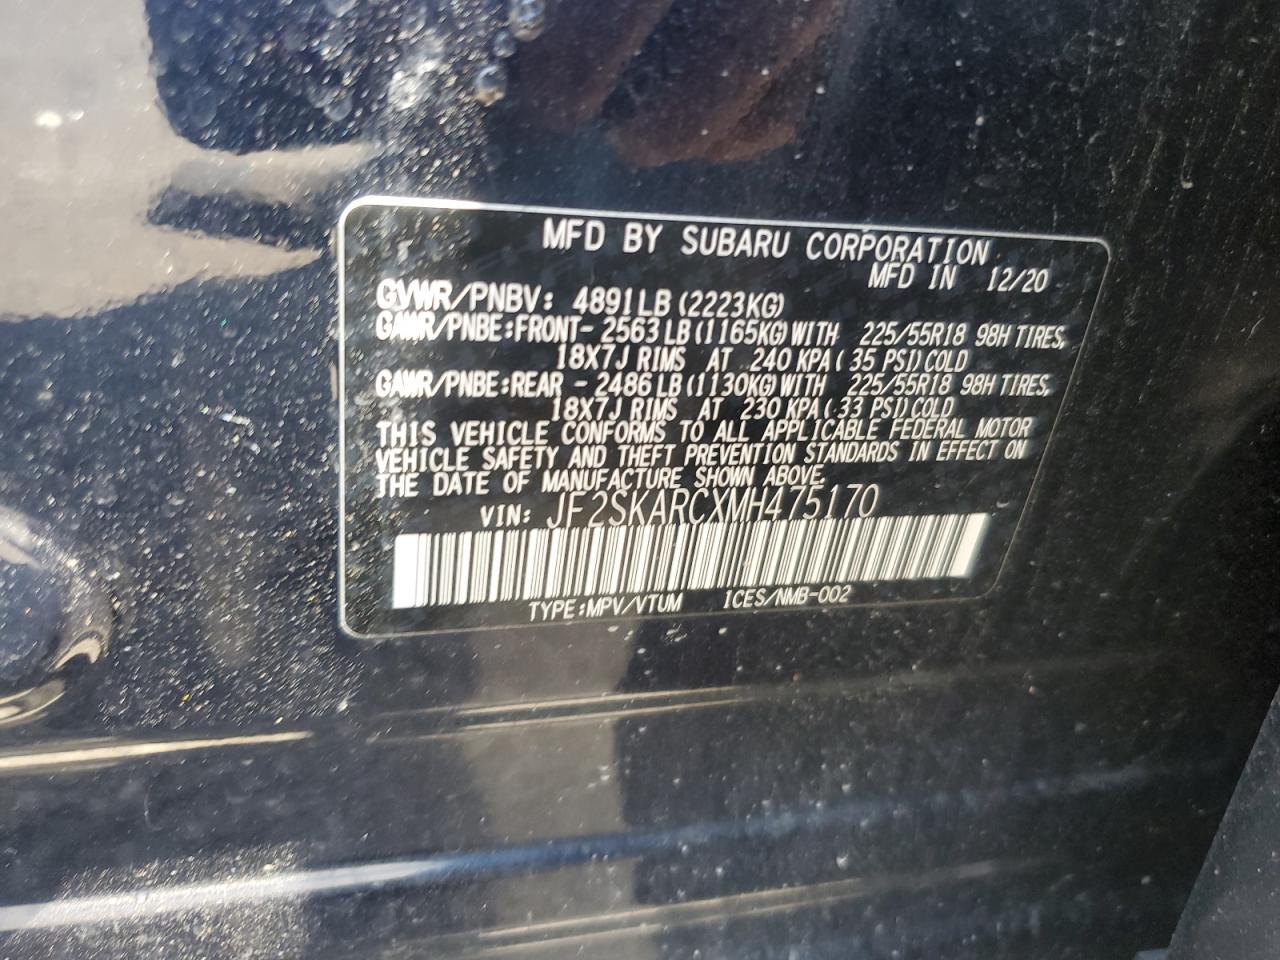 MFD BY SUBARU CORPORATION
MFD IN 12/20
GVWR/PNBV: 4891LB (2223KG)
GAWR/PNBE:FRONT- 2563 LB (1165KG) WITH 225/55R18 98H TIRES,
18X7J RIMS AT 240 KPA ( 35 PSI) COLD
GAWR/PNBE:REAR - 2486 LB (1130KG) WITH 225/55R18 98H TIRES,
18X7J RIMS AT 230 KPA ( 33 PSI) COLD
THIS VEHICLE CONFORMS TO ALL APPLICABLE FEDERAL MOTOR
VEHICLE SAFETY AND THEFT PREVENTION STANDARDS IN EFFECT ON
THE DATE OF MANUFACTURE SHOWN ABOVE.
VIN: JF2SKARCXMH475170
TYPE:MPV/VTUM ICES/NMB-002